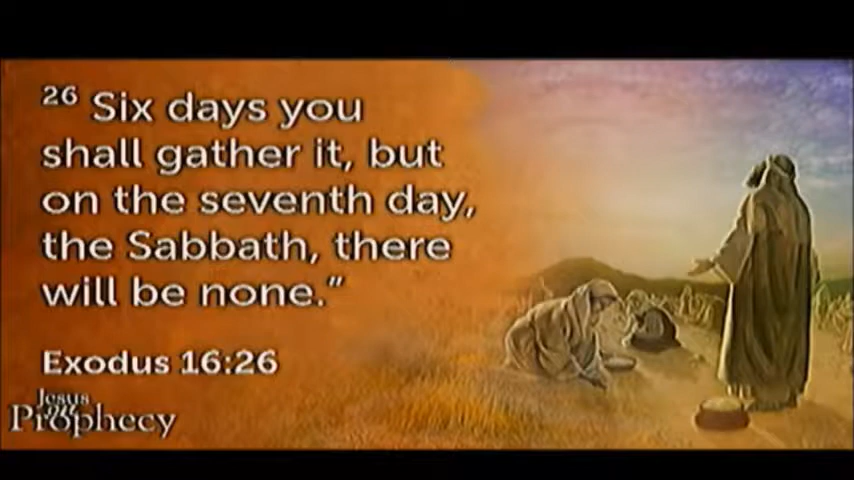 26 Six days you
shall gather it, but
on the seventh day,
the Sabbath, there
will be none.”
Exodus 16:26
Jesus
on
Prophecy